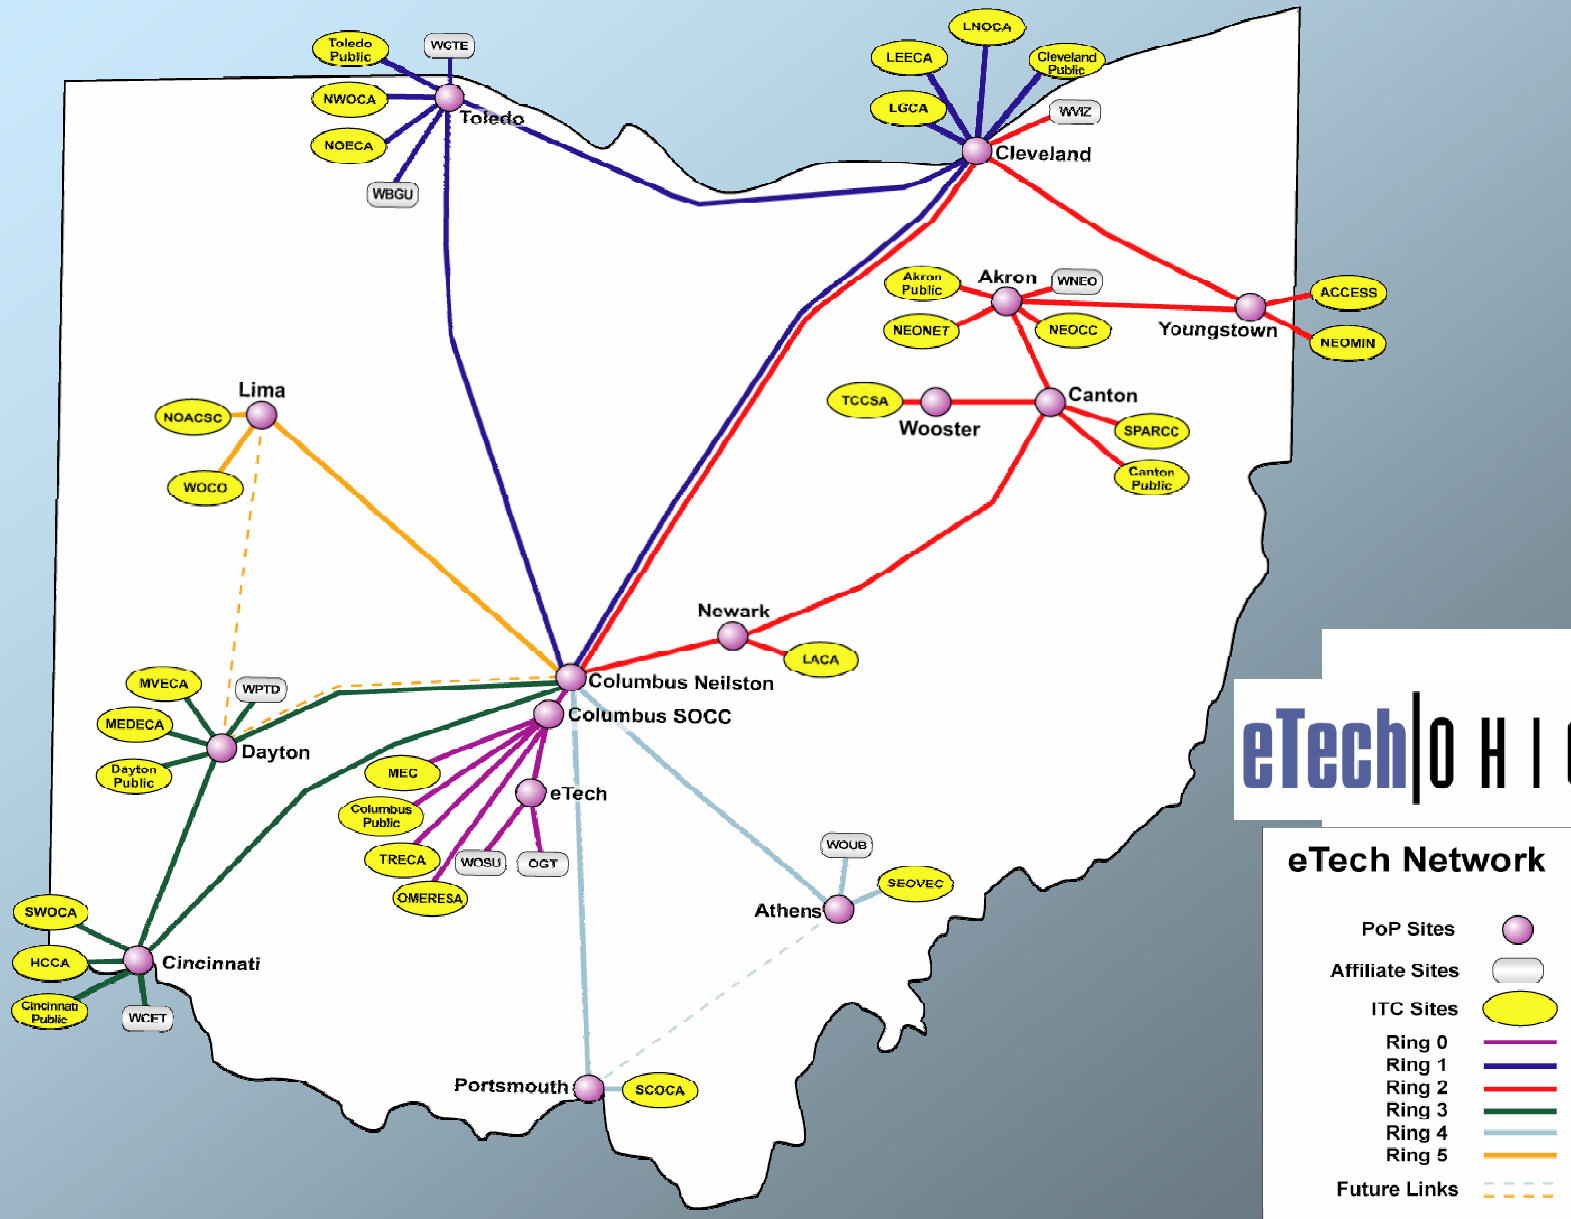 LNOCA
Toledo
Public
WGTE
LEECA
Cleveland
Public
NWOCA
LGCA
WVIZ
Toledo
NOECA
Cleveland
WBGU
Akron
Public
Akron
WNEO
ACCESS
NEONET
NEOCC
Youngstown
NEOMIN
Lima
NOACSC
TCCSA
Canton
Wooster
SPARCC
WOCO
Canton
Public
Newark
LACA
MVECA
WPTD
Columbus Neilston
MEDECA
Columbus SOCC
Dayton
Dayton
Public
MEC
eTech
Columbus
Public
TRECA
WOSU
OGT
OMERESA
WOUB
SEOVEC
Athens
SWOCA
HCCA
Cincinnati
Cincinnati
Public
WCET
Portsmouth
SCOCA
eTech OHI
eTech Network
PoP Sites
Affiliate Sites
ITC Sites
Ring 0
Ring 1
Ring 2
Ring 3
Ring 4
Ring 5
Future Links